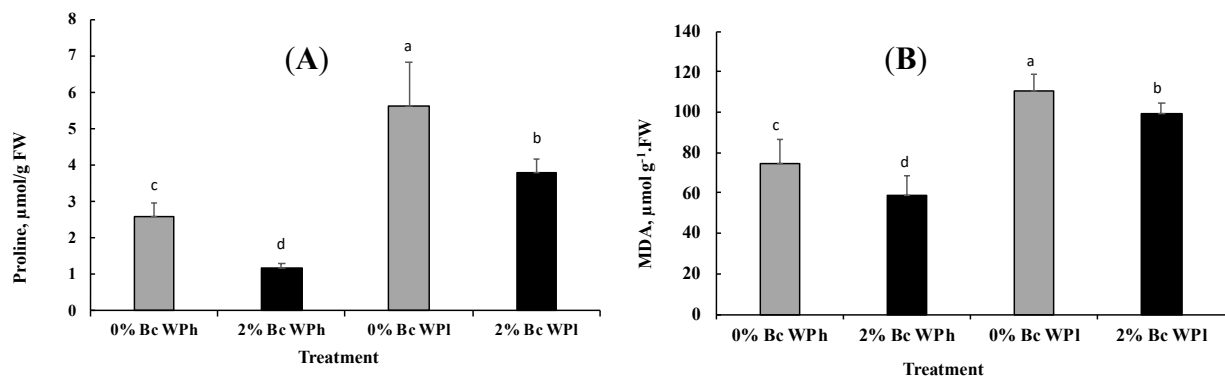 (A)
Proline, µmol/g FW
8
7
6
5
4
3
2
1
0
c
d
a
b
0% Bc WPh 2% Bc WPh 0% Bc WPl 2% Bc WPl
Treatment
(B)
MDA, µmol g⁻¹.FW
140
120
100
80
60
40
20
0
c
d
a
b
0% Bc WPh 2% Bc WPh 0% Bc WPl 2% Bc WPl
Treatment